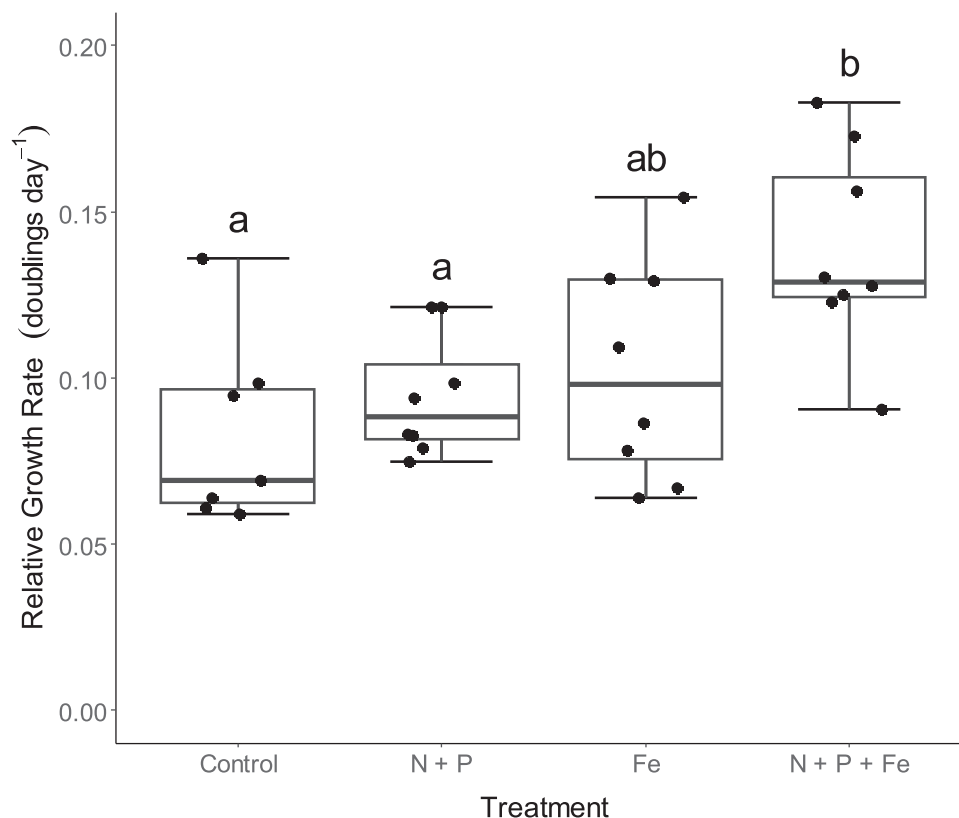 Relative Growth Rate (doublings day⁻¹)
0.20
0.15
0.10
0.05
0.00
a
a
ab
b
Control
N + P
Fe
N + P + Fe
Treatment